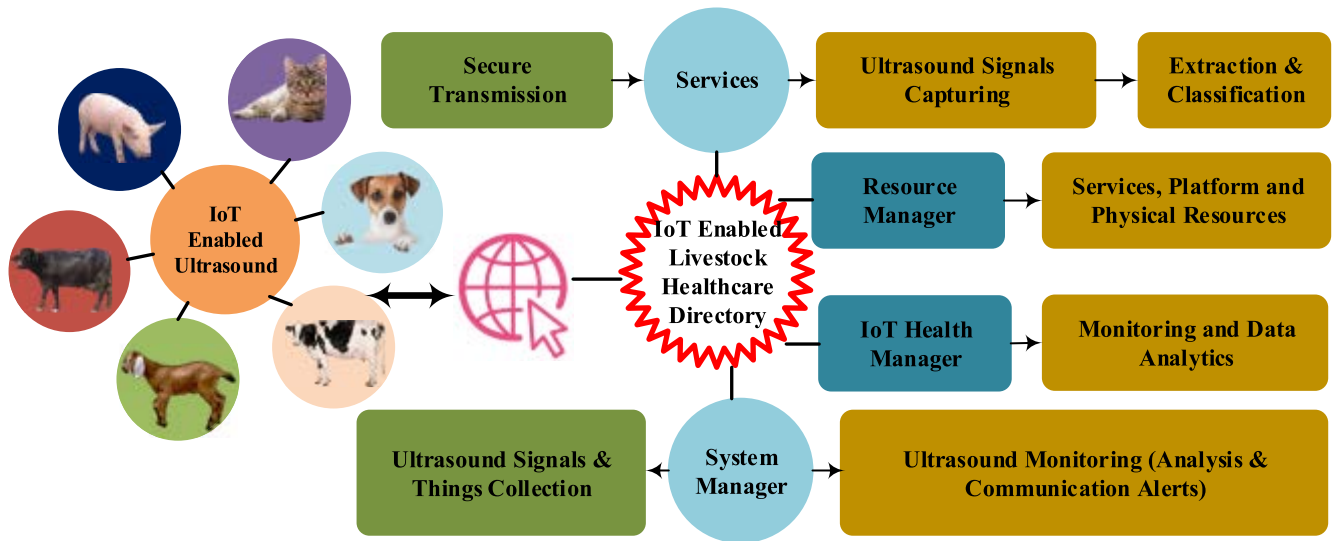 Secure
Transmission
Services
Ultrasound Signals
Capturing
Extraction &
Classification
IoT
Enabled
Ultrasound
IoT Enabled
Livestock
Healthcare
Directory
Resource
Manager
Services, Platform and
Physical Resources
IoT Health
Manager
Monitoring and Data
Analytics
Ultrasound Signals &
Things Collection
System
Manager
Ultrasound Monitoring (Analysis &
Communication Alerts)